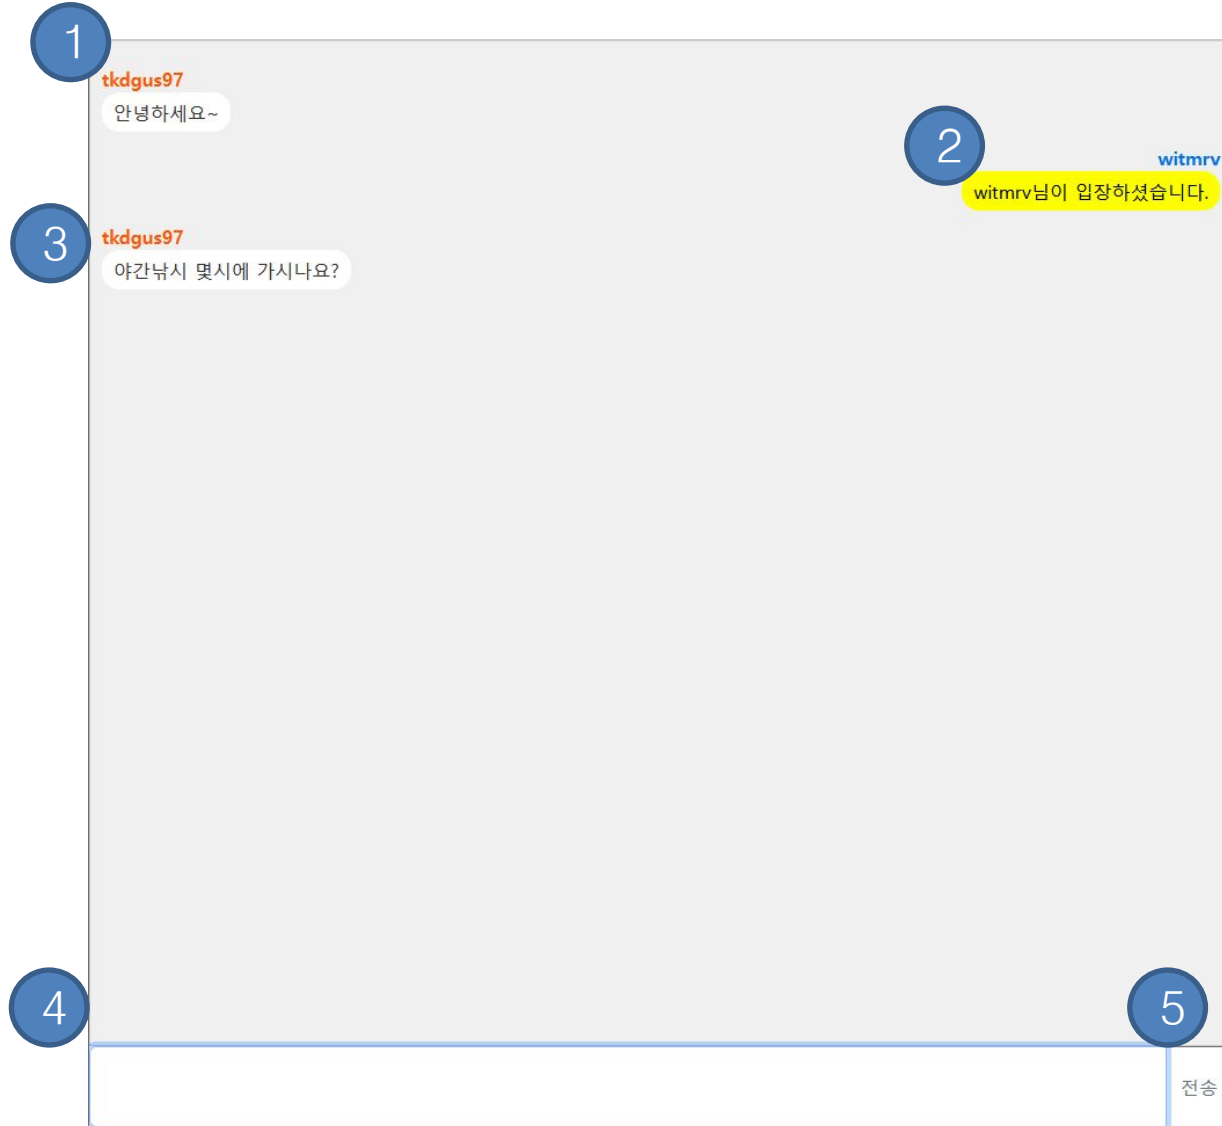 1
tkdgus97
안녕하세요~
2
witmrv
witmrv님이 입장하셨습니다.
3
tkdgus97
야간낚시 몇시에 가시나요?
4
5
전송